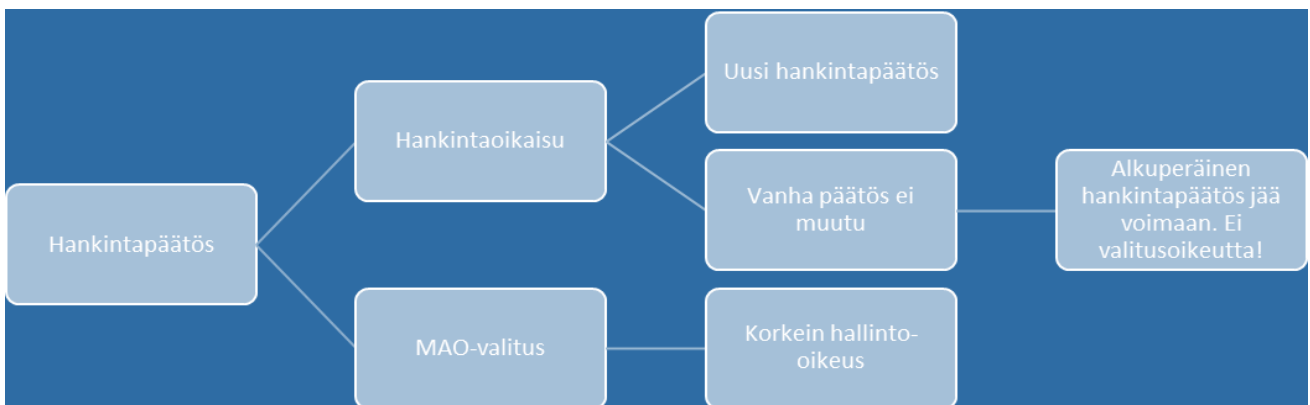 Hankintapäätös
Hankintaoikaisu
Uusi hankintapäätös
Vanha päätös ei
muutu
Alkuperäinen
hankintapäätös jää
voimaan. Ei
valitusoikeutta!
MAO-valitus
Korkein hallinto-
oikeus